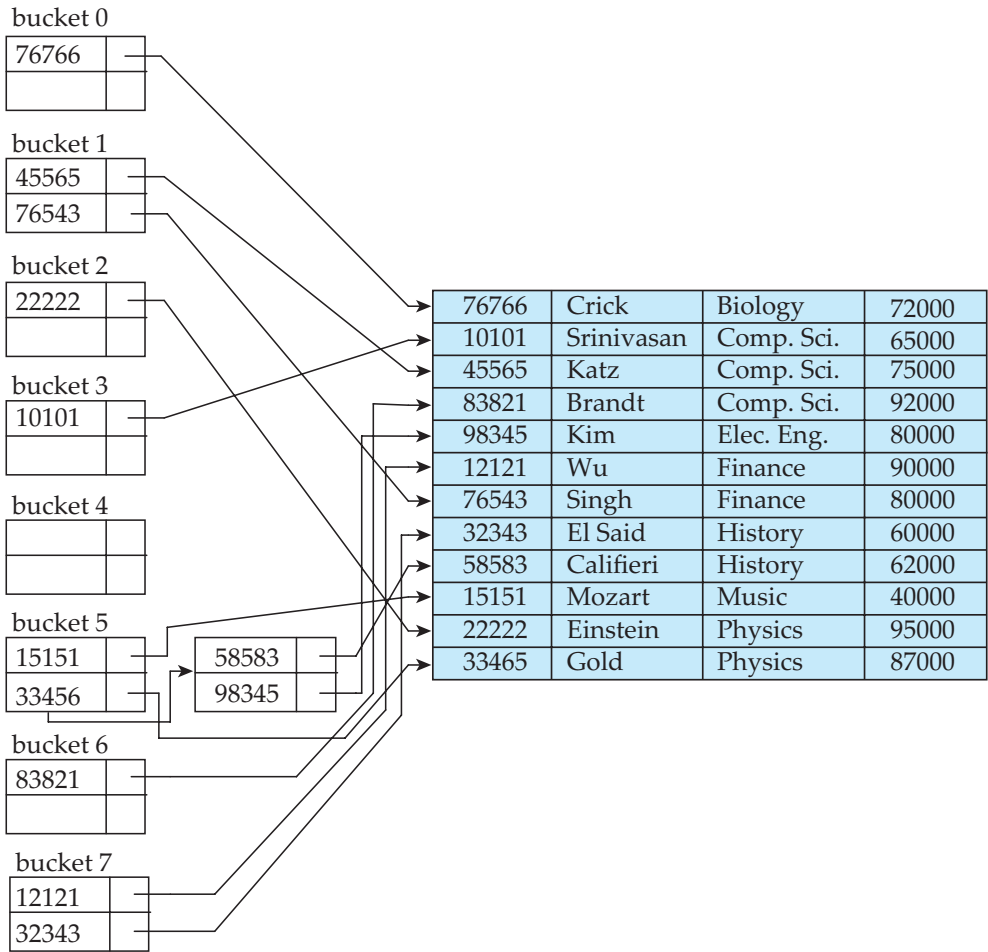 bucket 0
76766
bucket 1
45565
76543
bucket 2
22222
bucket 3
10101
bucket 4
bucket 5
15151
33456
58583
98345
bucket 6
83821
bucket 7
12121
32343
76766 Crick Biology 72000
10101 Srinivasan Comp. Sci. 65000
45565 Katz Comp. Sci. 75000
83821 Brandt Comp. Sci. 92000
98345 Kim Elec. Eng. 80000
12121 Wu Finance 90000
76543 Singh Finance 80000
32343 El Said History 60000
58583 Califieri History 62000
15151 Mozart Music 40000
22222 Einstein Physics 95000
33465 Gold Physics 87000